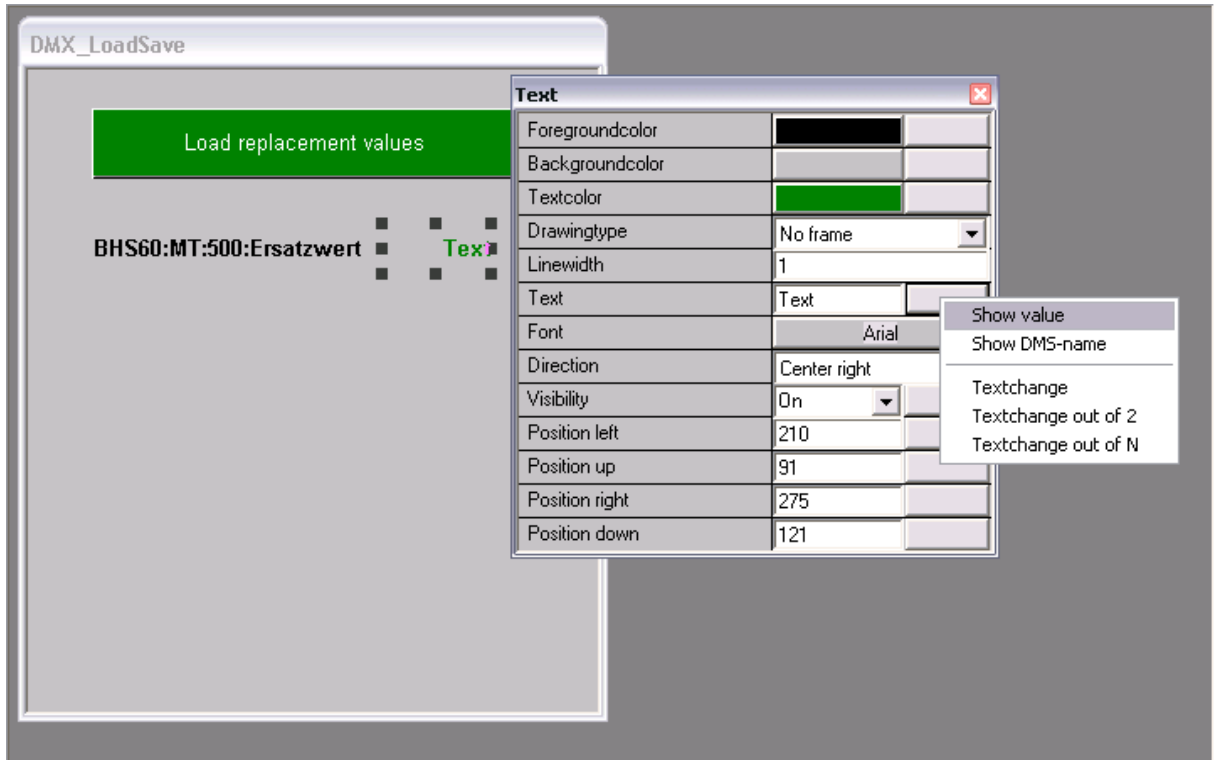 DMX_LoadSave
Load replacement values
BHS60:MT:500:Ersatzwert
Text
Text
Foregroundcolor
Backgroundcolor
Textcolor
Drawingtype No frame
Linewidth 1
Text Text
Font Arial
Direction Center right
Visibility On
Position left 210
Position up 91
Position right 275
Position down 121
Show value
Show DMS-name
Textchange
Textchange out of 2
Textchange out of N